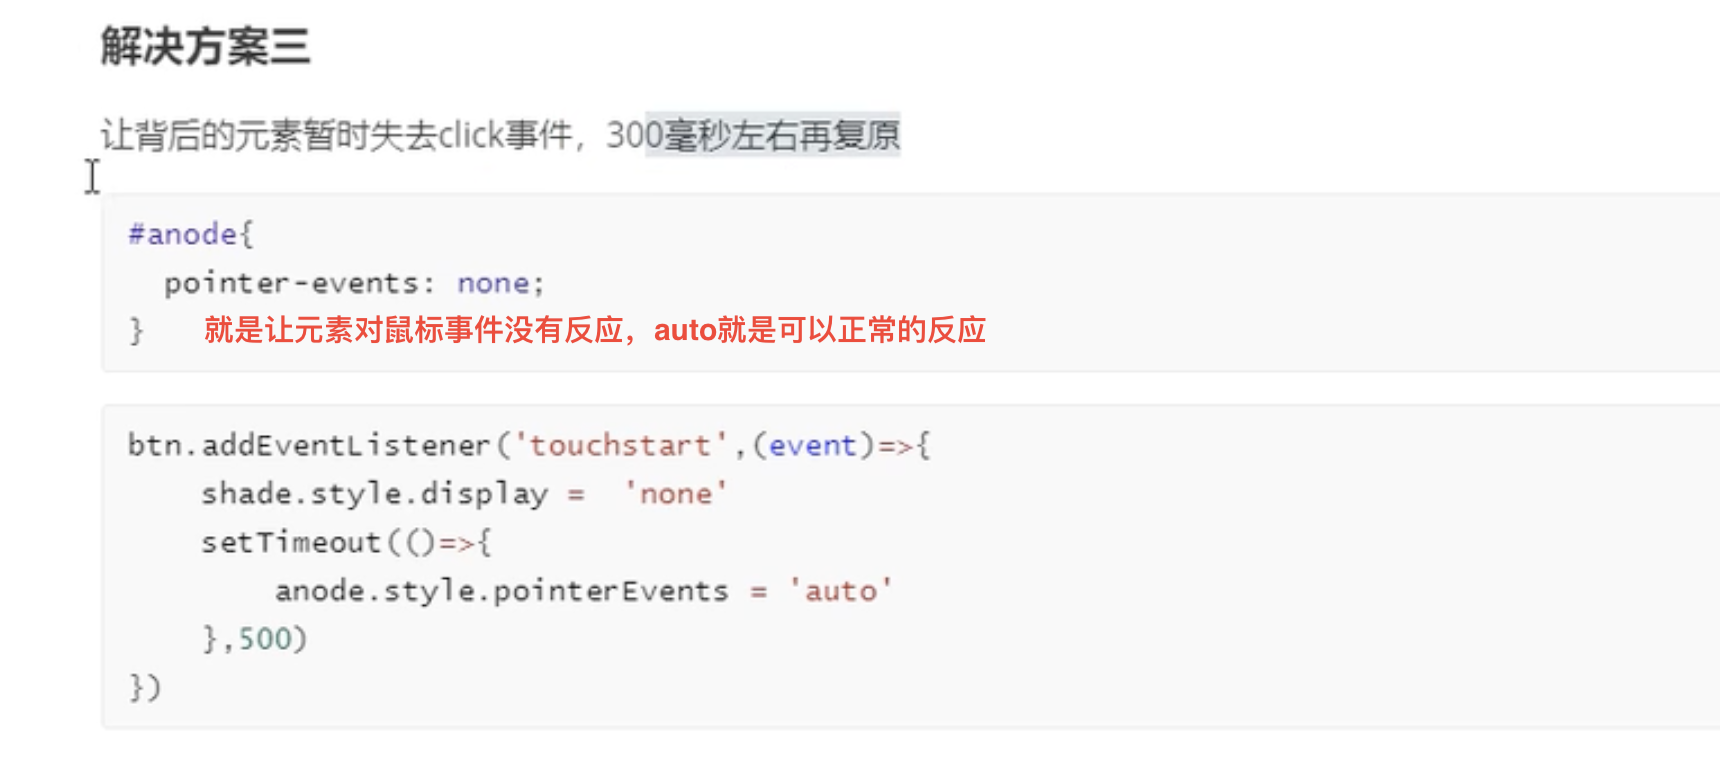 解决方案三
让背后的元素暂时失去click事件，300毫秒左右再复原
#anode{
  pointer-events: none;
}
就是让元素对鼠标事件没有反应，auto就是可以正常的反应
btn.addEventListener('touchstart',(event)=>{
    shade.style.display =  'none'
    setTimeout(()=>{
        anode.style.pointerEvents = 'auto'
    },500)
})